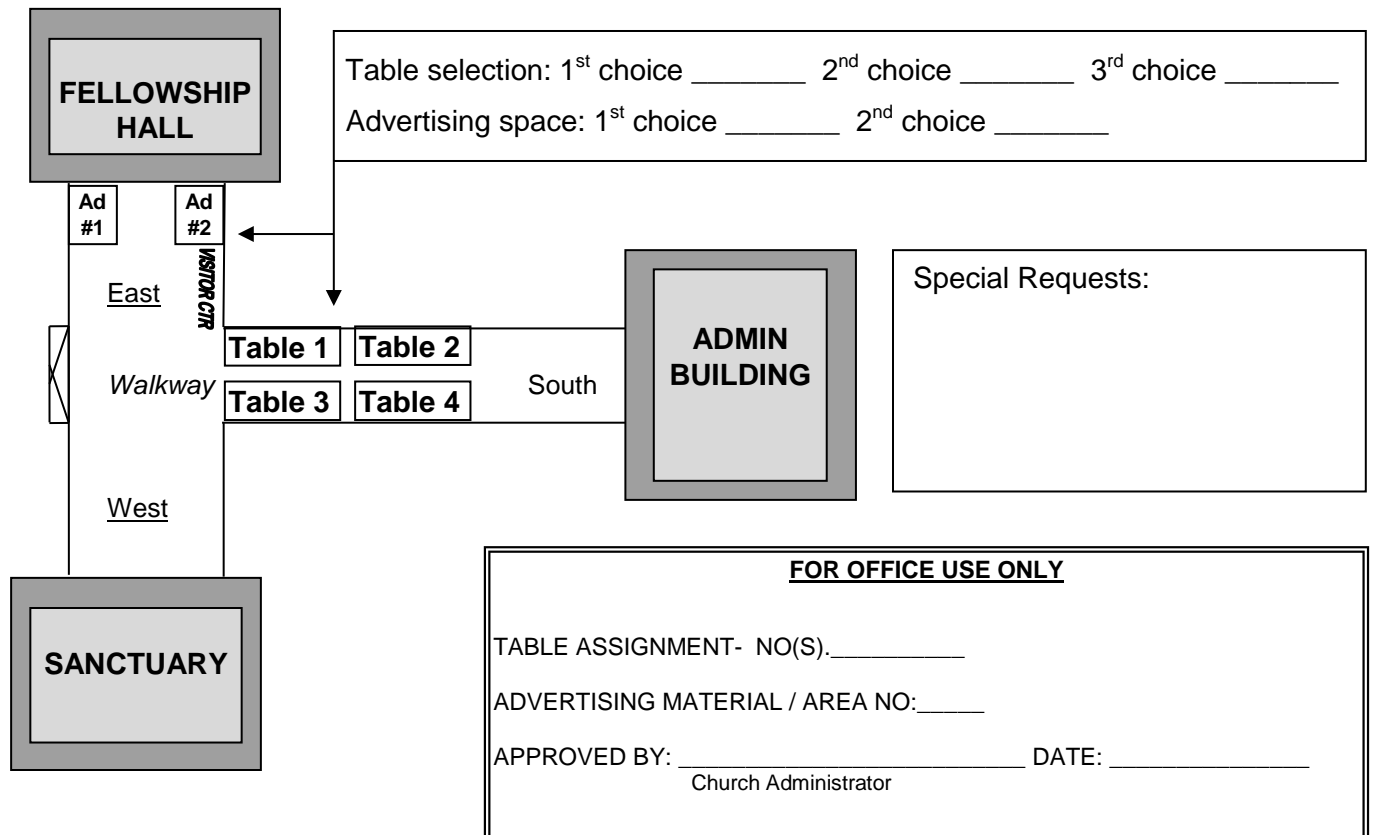 FELLOWSHIP
HALL
Table selection: 1st choice _______ 2nd choice _______ 3rd choice _______
Advertising space: 1st choice _______ 2nd choice _______
Ad
#1
Ad
#2
VISITOR CTR
East
Walkway
Table 1
Table 2
Table 3
Table 4
South
ADMIN
BUILDING
Special Requests:
West
SANCTUARY
FOR OFFICE USE ONLY
TABLE ASSIGNMENT- NO(S).__________
ADVERTISING MATERIAL / AREA NO:_____
APPROVED BY: __________________________ DATE: _______________
Church Administrator